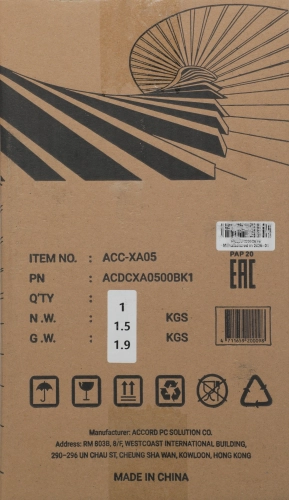 PAP 20
EAC
ITEM NO. : ACC-XA05
PN : ACDCXA0500BK1
Q'TY : 1
N .W. : 1.5 KGS
G .W. : 1.9 KGS
Manufacturer: ACCORD PC SOLUTION CO.
Address: RM 803B, 8/F, WESTCOAST INTERNATIONAL BUILDING,
290-296 UN CHAU ST, CHEUNG SHA WAN, KOWLOON, HONG KONG
MADE IN CHINA